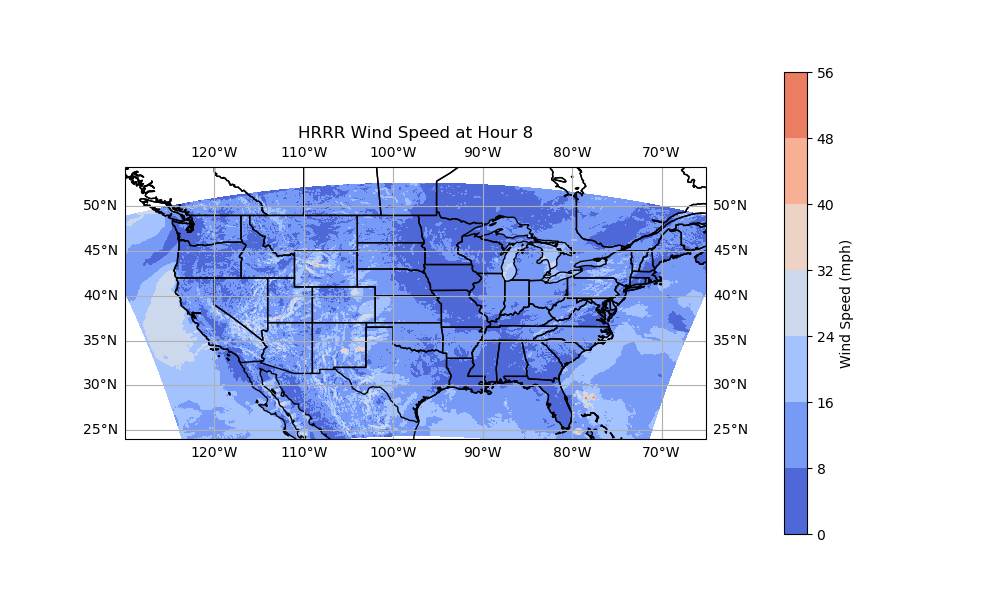 HRRR Wind Speed at Hour 8
120°W 110°W 100°W 90°W 80°W 70°W
50°N 50°N
45°N 45°N
40°N 40°N
35°N 35°N
30°N 30°N
25°N 25°N
120°W 110°W 100°W 90°W 80°W 70°W
56
48
40
32
24
16
8
0
Wind Speed (mph)